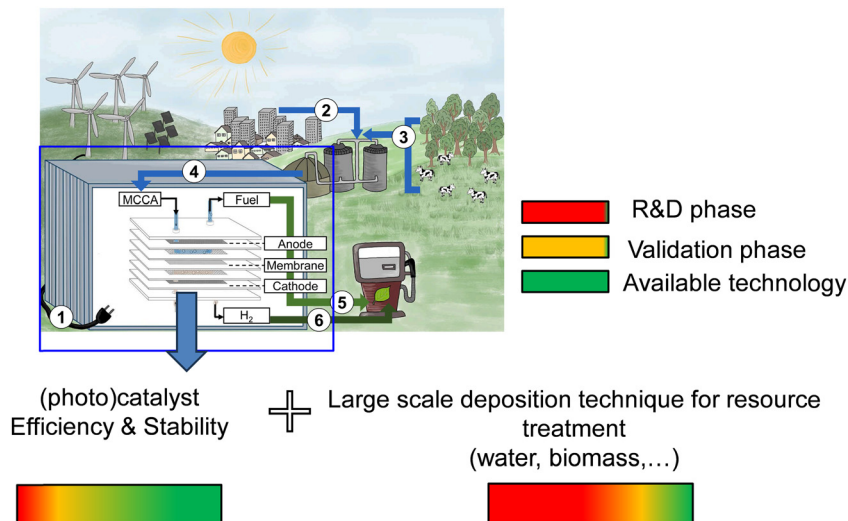 2
3
4
MCCA
Fuel
Anode
Membrane
Cathode
5
1
H2
6
R&D phase
Validation phase
Available technology
(photo)catalyst
Efficiency & Stability
Large scale deposition technique for resource
treatment
(water, biomass,…)